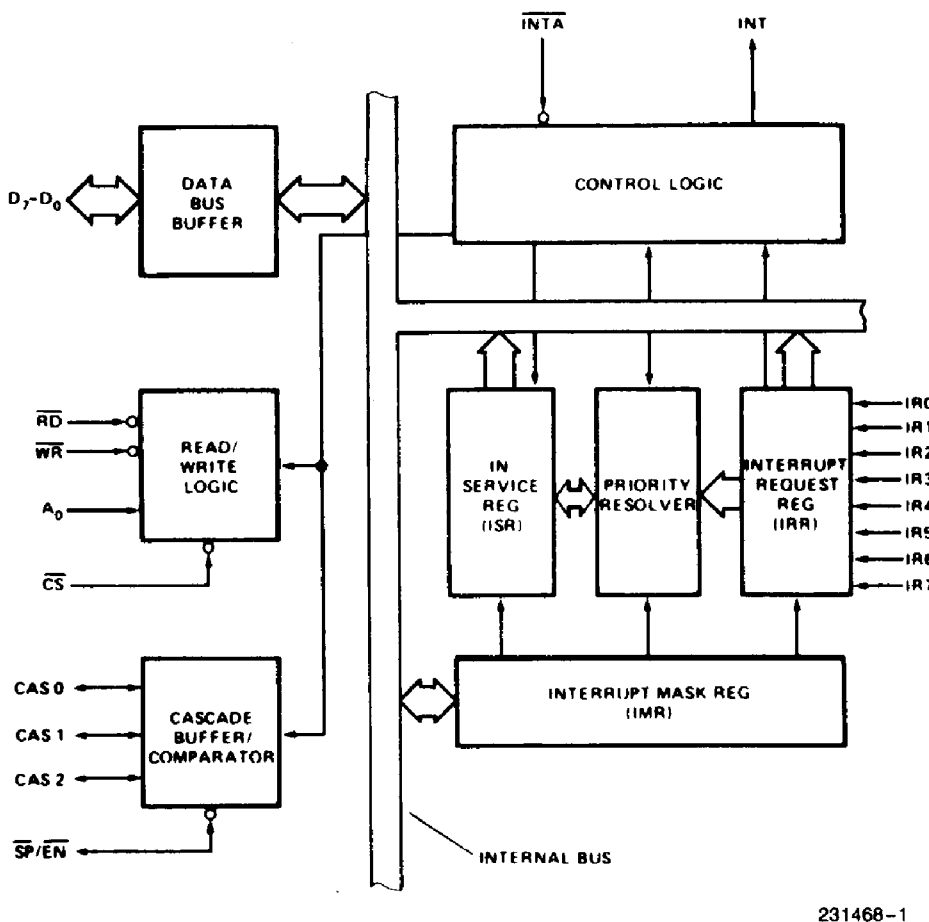 INTA
INT
DATA
BUS
BUFFER
D7-D0
CONTROL LOGIC
RD
WR
A0
CS
READ/
WRITE
LOGIC
IN
SERVICE
REG
(ISR)
PRIORITY
RESOLVER
INTERRUPT
REQUEST
REG
(IRR)
IR0
IR1
IR2
IR3
IR4
IR5
IR6
IR7
CAS 0
CAS 1
CAS 2
SP/EN
CASCADE
BUFFER/
COMPARATOR
INTERRUPT MASK REG
(IMR)
INTERNAL BUS
231468-1